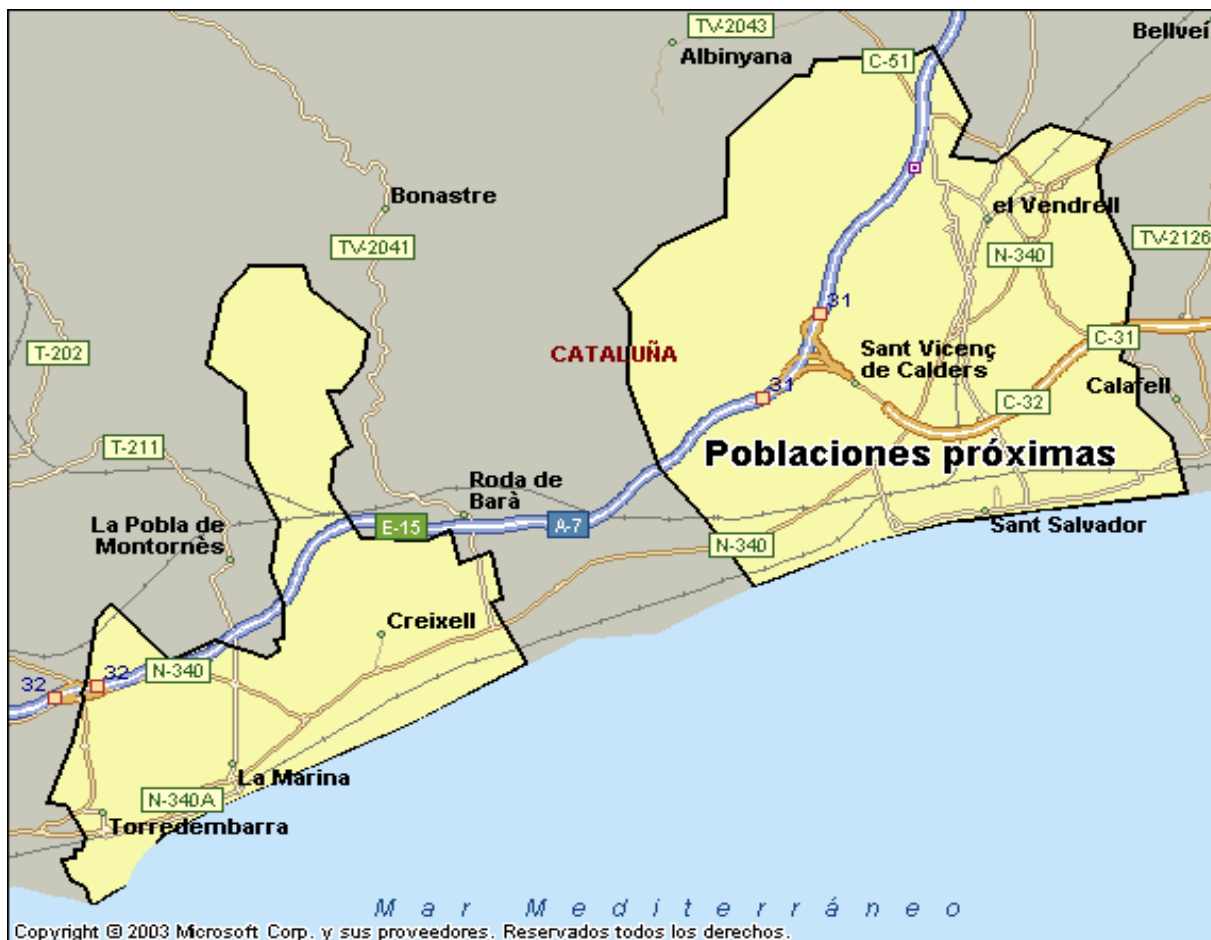 TV-2043
Bellveí
Albinyana
C-51
Bonastre
el Vendrell
TV-2041
N-340
TV-2126
31
T-202
CATALUÑA
Sant Vicenç
de Calders
C-31
31
Calafell
C-32
T-211
Poblaciones próximas
Roda de
Barà
La Pobla de
Montornès
E-15
A-7
Sant Salvador
N-340
Creixell
32
32
N-340
La Marina
N-340A
Torredembarra
Mar Mediterráneo
Copyright © 2003 Microsoft Corp. y sus proveedores. Reservados todos los derechos.